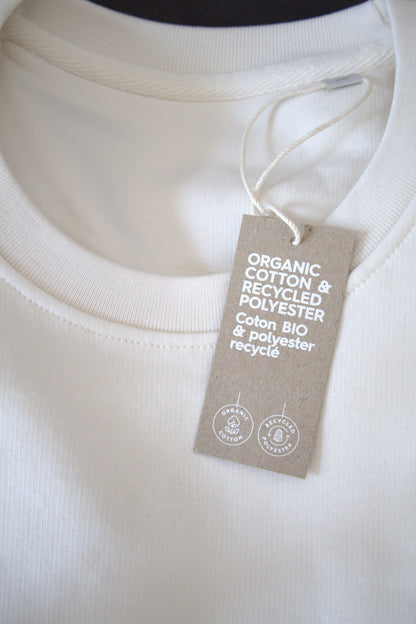 ORGANIC
COTTON &
RECYCLED
POLYESTER
Coton BIO
& polyester
recyclé
ORGANIC
COTTON
RECYCLED
POLYESTER